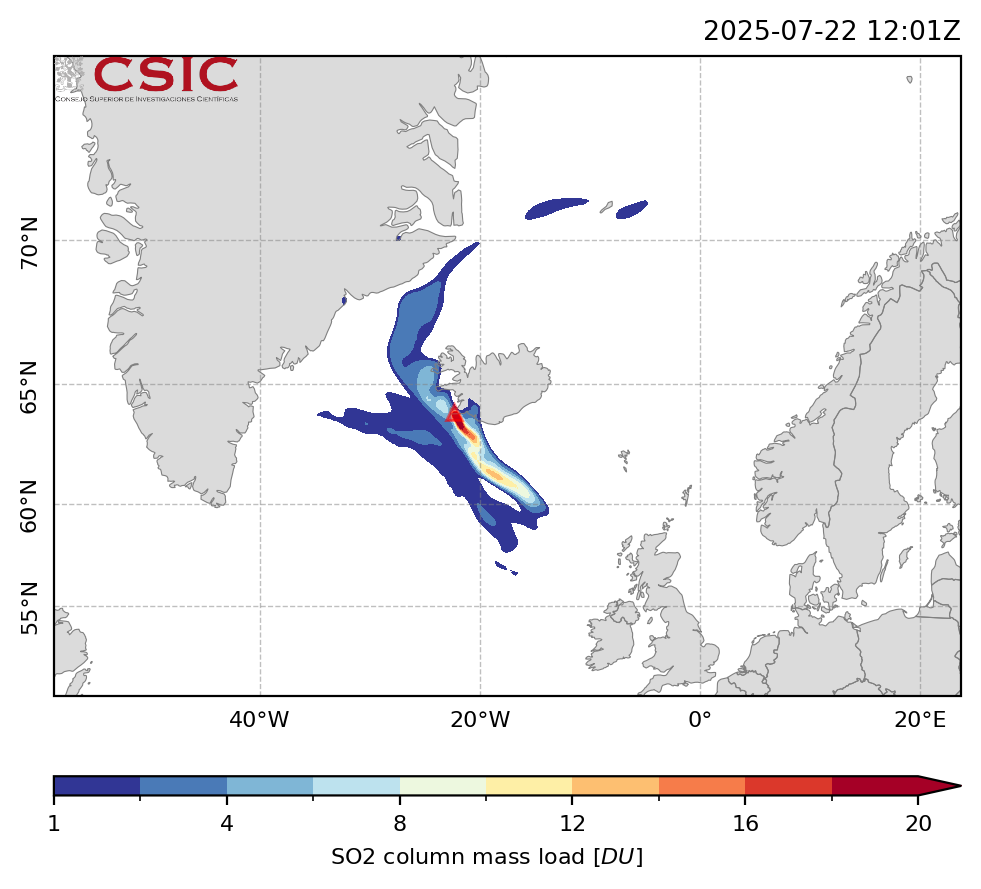 2025-07-22 12:01Z
CSIC
CONSEJO SUPERIOR DE INVESTIGACIONES CIENTÍFICAS
70°N
65°N
60°N
55°N
40°W 20°W 0° 20°E
1 4 8 12 16 20
SO2 column mass load [DU]